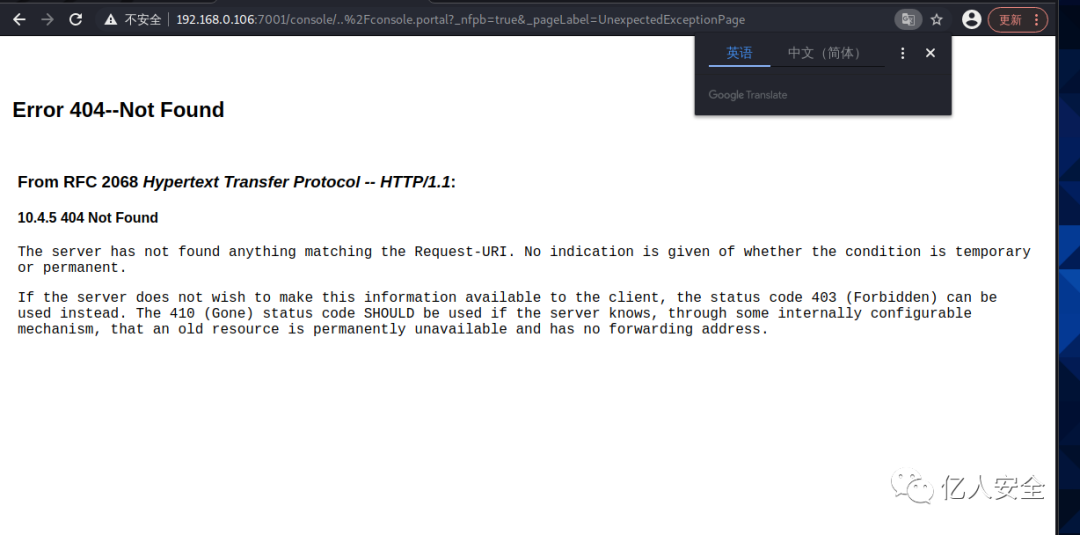 不安全 192.168.0.106:7001/console/..%2Fconsole.portal?_nfpb=true&_pageLabel=UnexpectedExceptionPage 更新
英语 中文（简体）
Google Translate
Error 404--Not Found
From RFC 2068 Hypertext Transfer Protocol -- HTTP/1.1:
10.4.5 404 Not Found
The server has not found anything matching the Request-URI. No indication is given of whether the condition is temporary
or permanent.
If the server does not wish to make this information available to the client, the status code 403 (Forbidden) can be
used instead. The 410 (Gone) status code SHOULD be used if the server knows, through some internally configurable
mechanism, that an old resource is permanently unavailable and has no forwarding address.
亿人安全